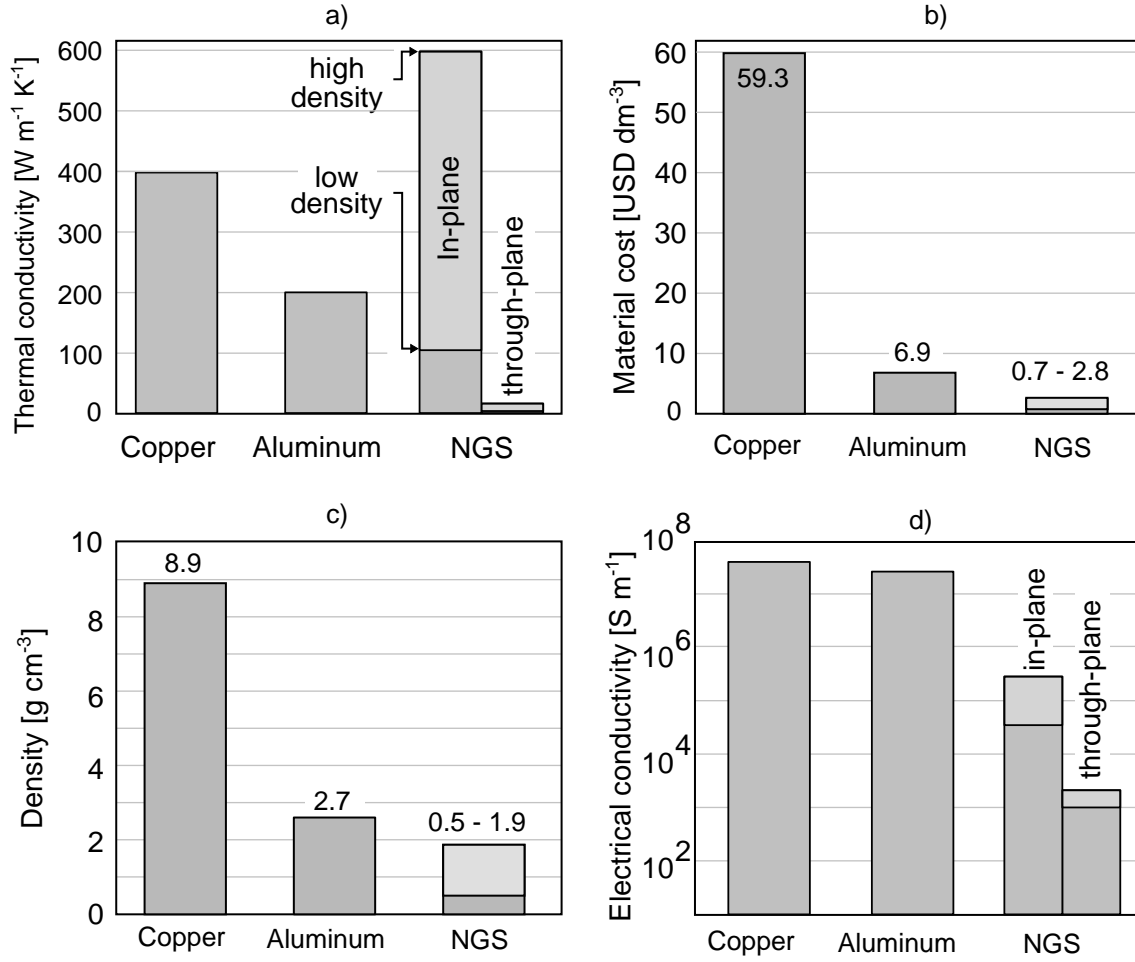 a)
Thermal conductivity [W m⁻¹ K⁻¹]
600
500
400
300
200
100
0
high
density
low
density
In-plane
through-plane
Copper
Aluminum
NGS
b)
Material cost [USD dm⁻³]
60
50
40
30
20
10
0
59.3
6.9
0.7 - 2.8
Copper
Aluminum
NGS
c)
Density [g cm⁻³]
10
8
6
4
2
0
8.9
2.7
0.5 - 1.9
Copper
Aluminum
NGS
d)
Electrical conductivity [S m⁻¹]
10⁸
10⁶
10⁴
10²
in-plane
through-plane
Copper
Aluminum
NGS